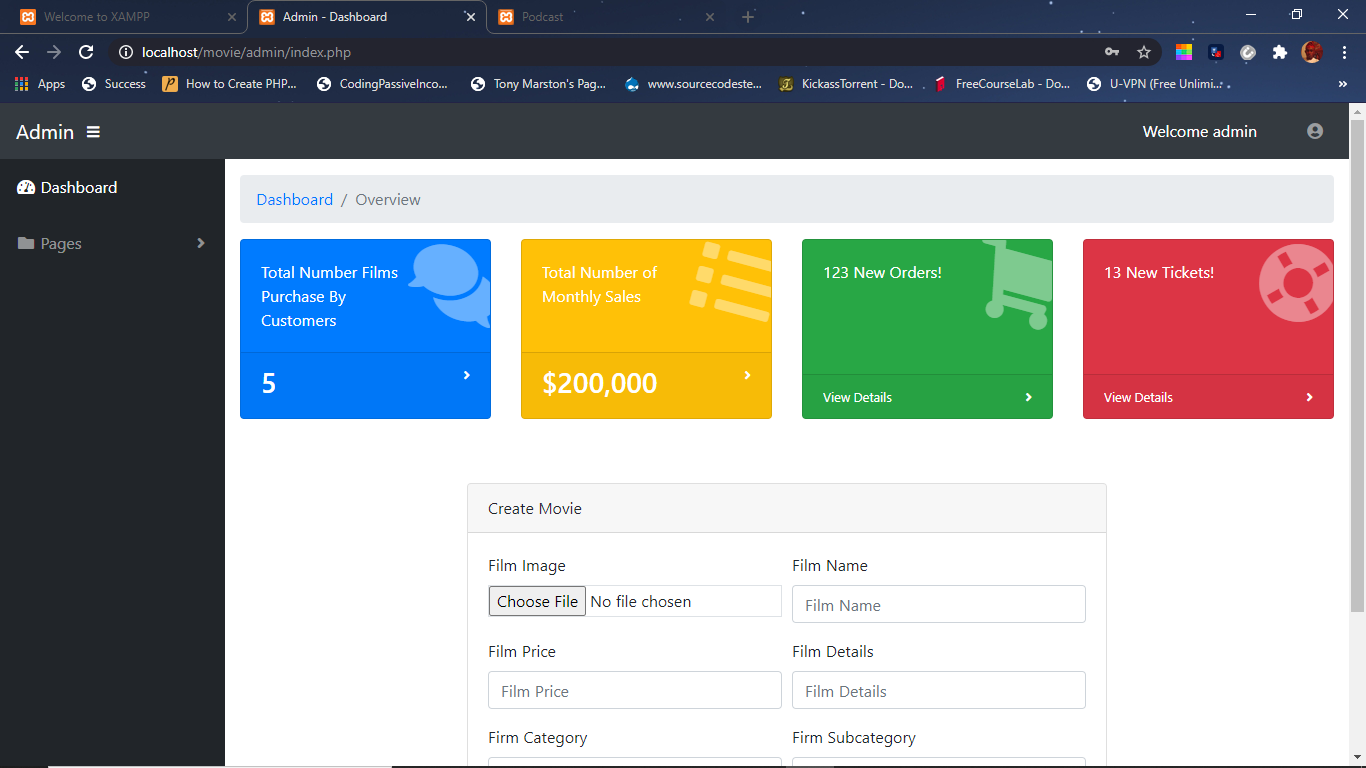 Welcome to XAMPP
Admin - Dashboard
Podcast
localhost/movie/admin/index.php
Apps
Success
How to Create PHP...
CodingPassiveInco...
Tony Marston's Pag...
www.sourcecodeste...
KickassTorrent - Do...
FreeCourseLab - Do...
U-VPN (Free Unlimi...
»
Admin
Welcome admin
Dashboard
Pages
Dashboard / Overview
Total Number Films
Purchase By
Customers
5
Total Number of
Monthly Sales
$200,000
123 New Orders!
View Details
13 New Tickets!
View Details
Create Movie
Film Image
Film Name
Choose File No file chosen
Film Name
Film Price
Film Details
Film Price
Film Details
Firm Category
Firm Subcategory